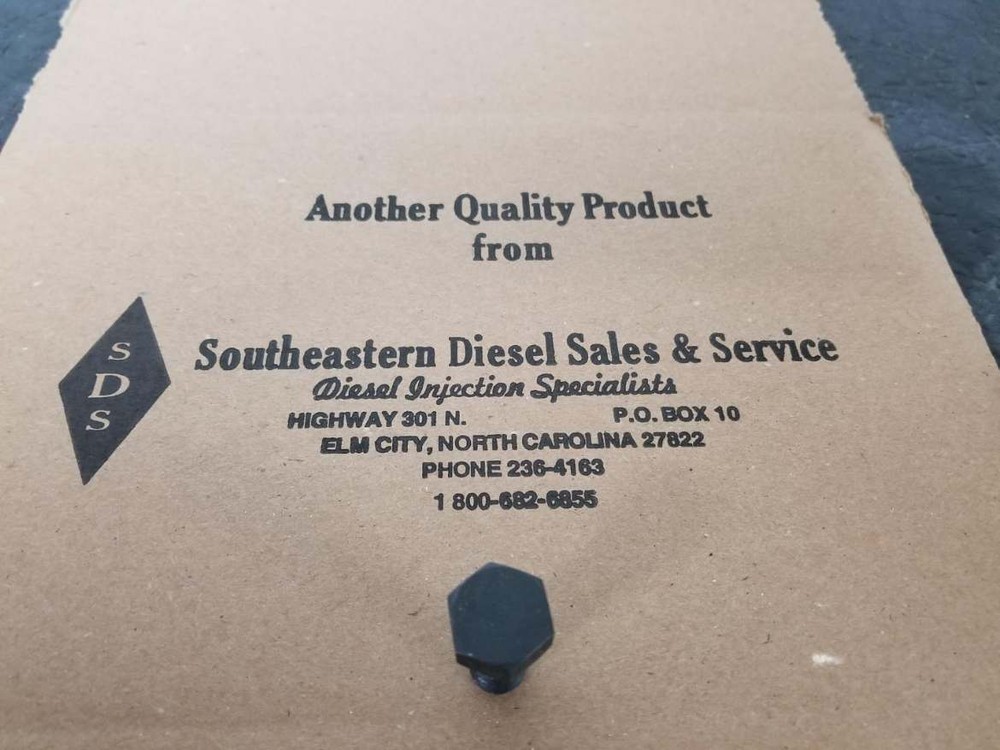 Another Quality Product
from
S
D
S
Southeastern Diesel Sales & Service
Diesel Injection Specialists
HIGHWAY 301 N. P.O. BOX 10
ELM CITY, NORTH CAROLINA 27822
PHONE 236-4163
1 800-682-6855